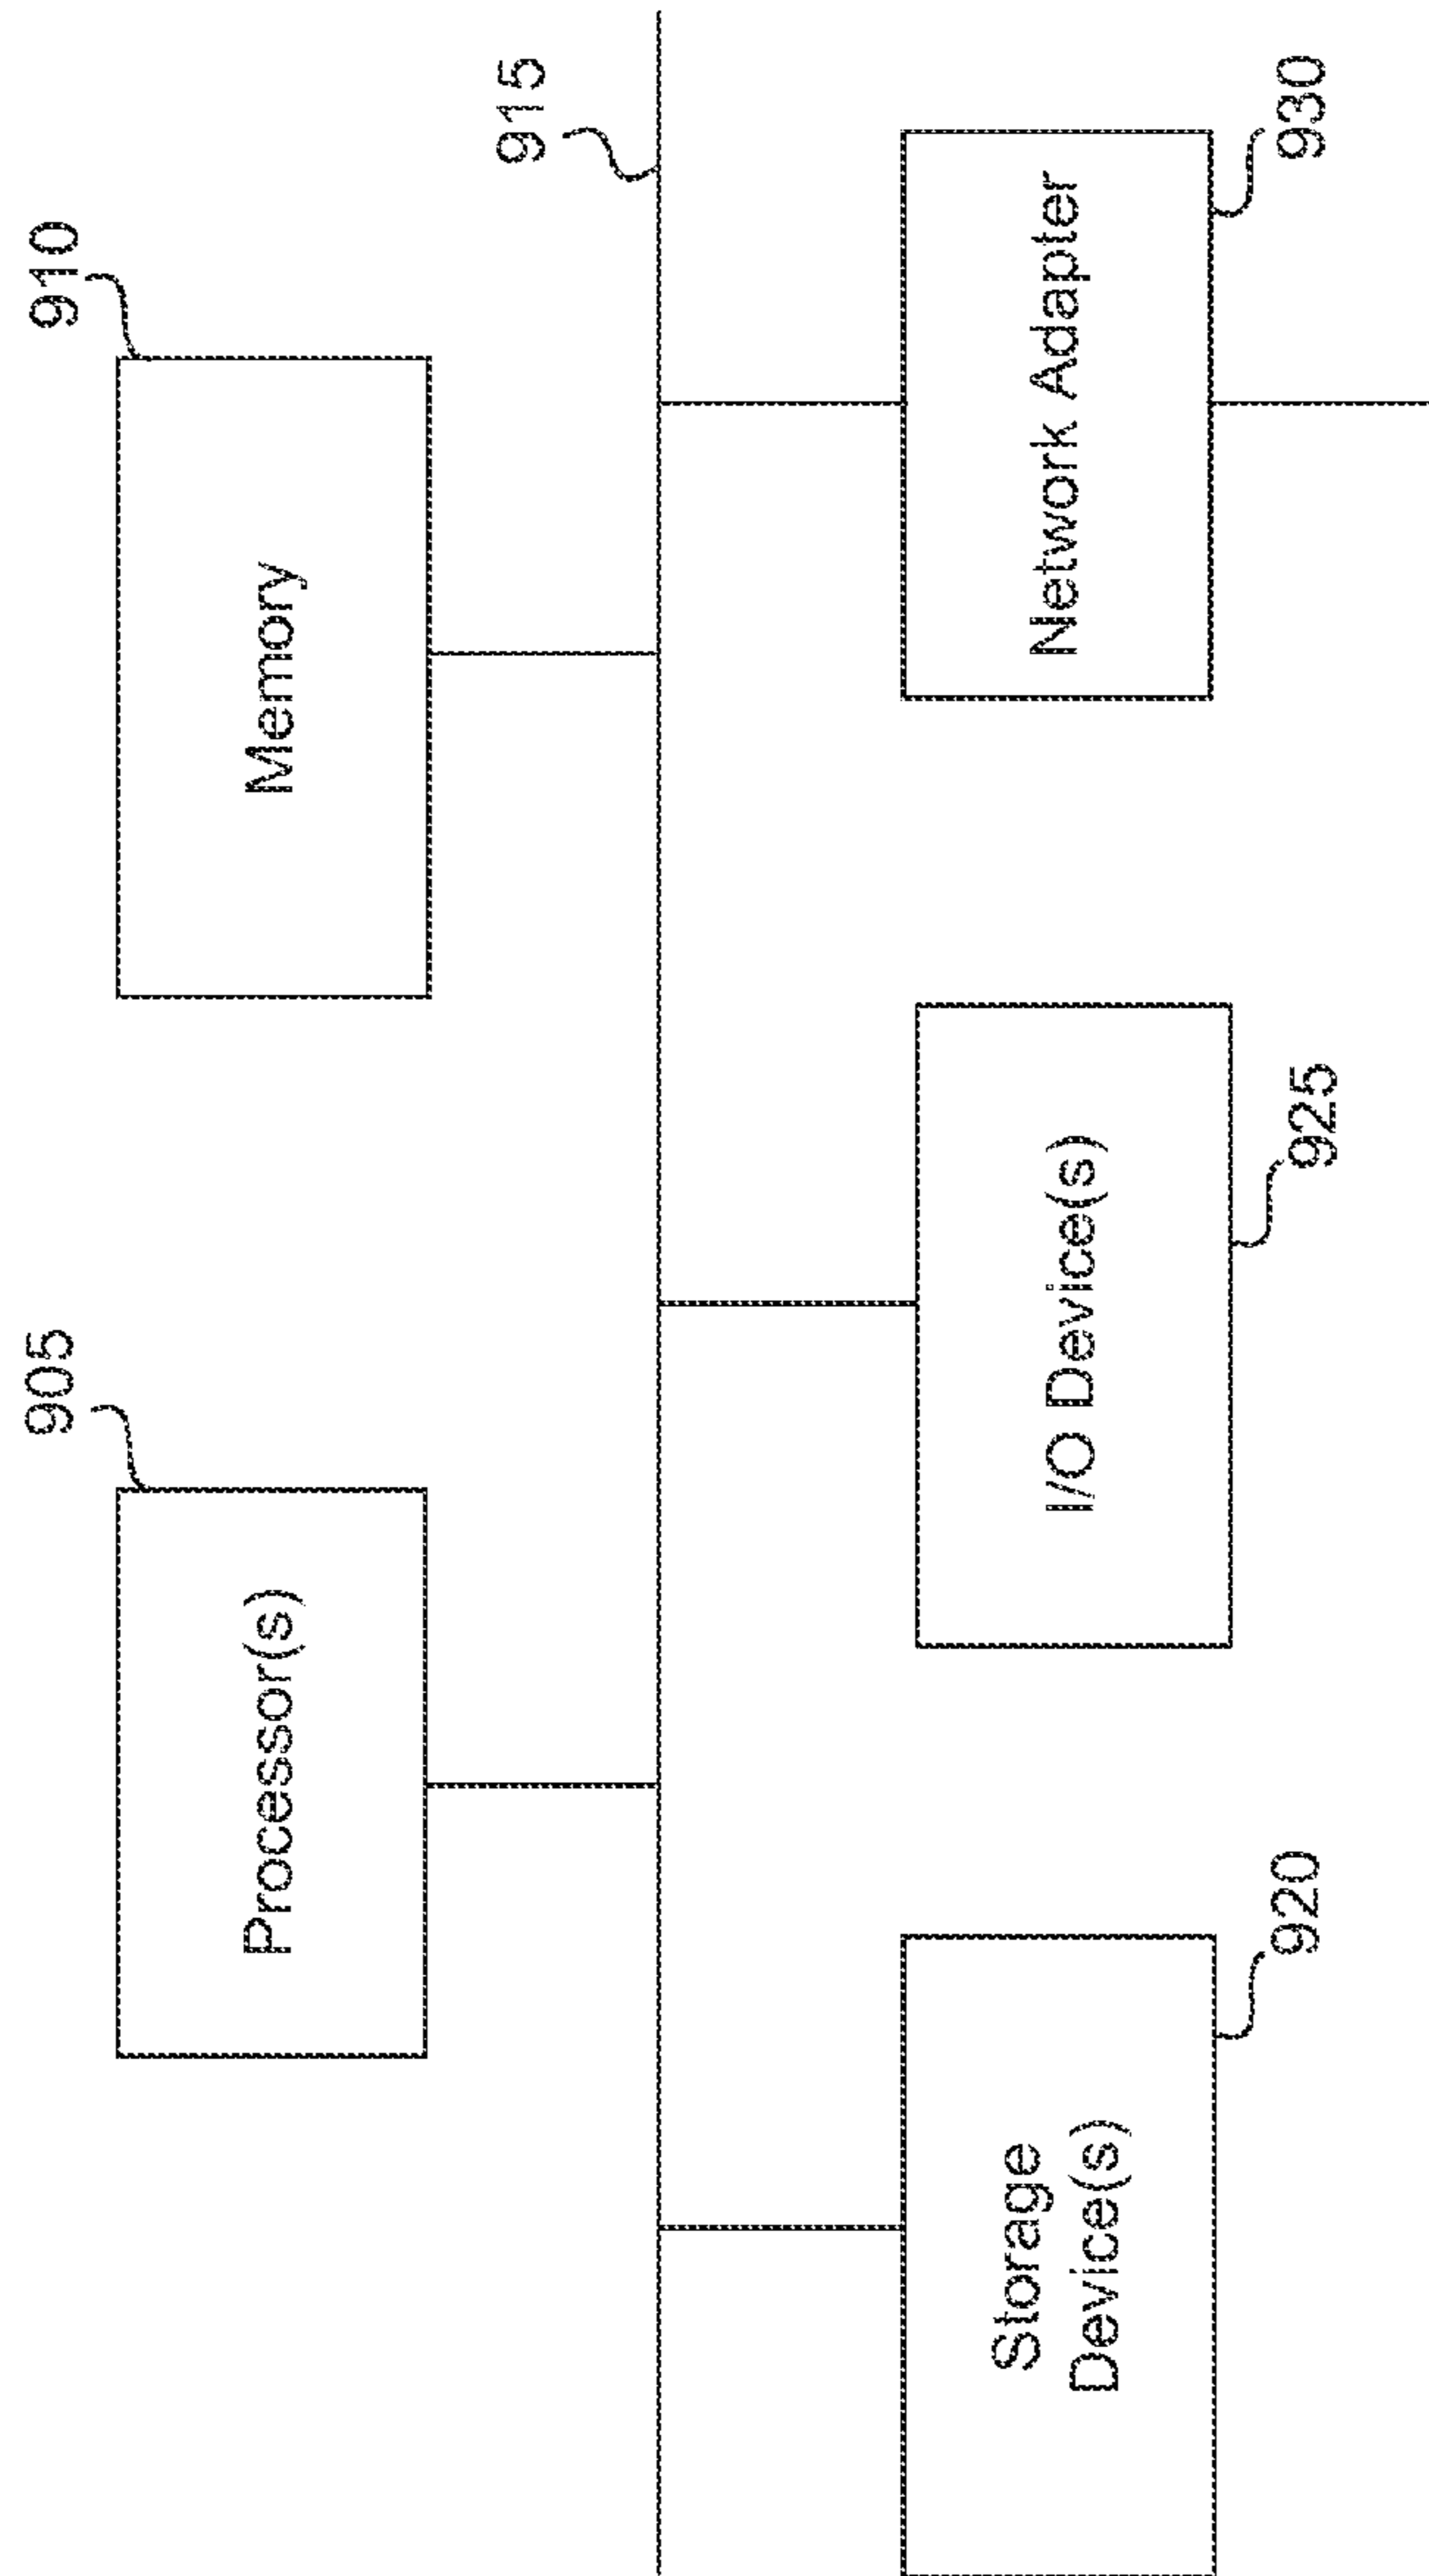 905
910
Processor(s)
Memory
915
Storage
Device(s)
I/O Device(s)
Network Adapter
920
925
930